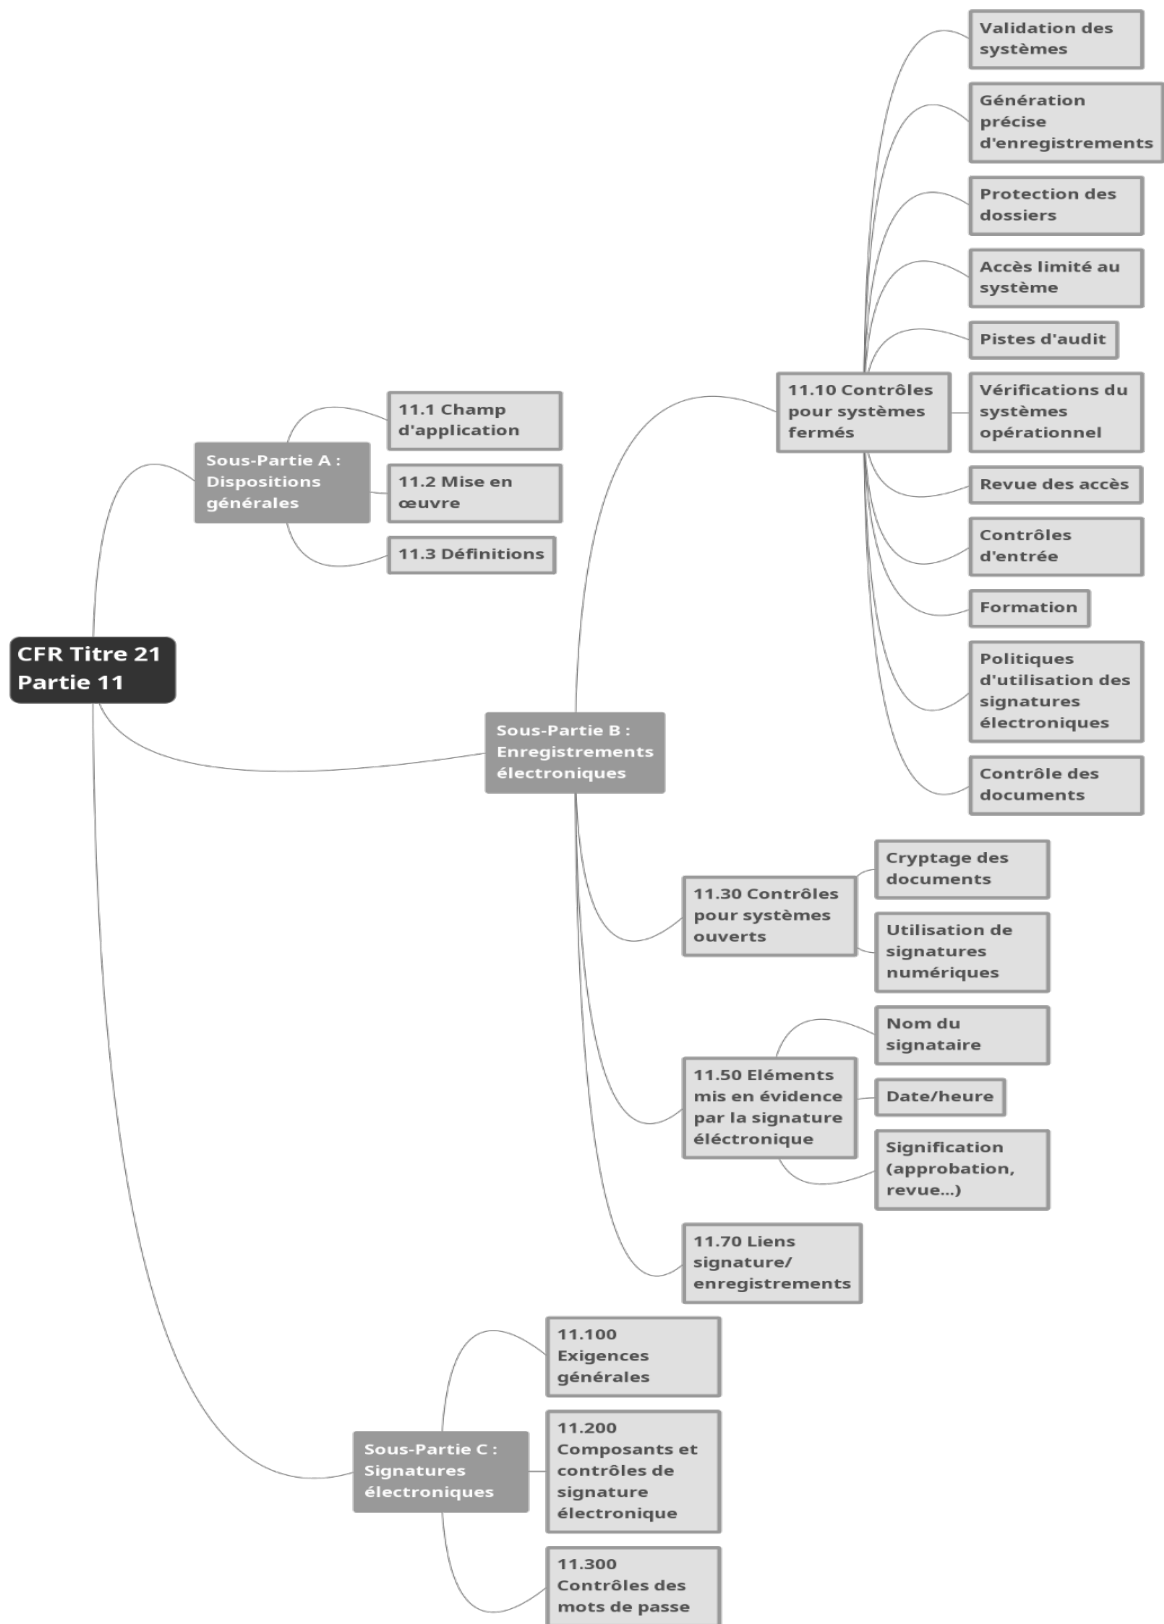 CFR Titre 21
Partie 11
Sous-Partie A :
Dispositions
générales
11.1 Champ
d'application
11.2 Mise en
œuvre
11.3 Définitions
Sous-Partie B :
Enregistrements
électroniques
11.10 Contrôles
pour systèmes
fermés
Validation des
systèmes
Génération
précise
d'enregistrements
Protection des
dossiers
Accès limité au
système
Pistes d'audit
Vérifications du
systèmes
opérationnel
Revue des accès
Contrôles
d'entrée
Formation
Politiques
d'utilisation des
signatures
électroniques
Contrôle des
documents
11.30 Contrôles
pour systèmes
ouverts
Cryptage des
documents
Utilisation de
signatures
numériques
11.50 Eléments
mis en évidence
par la signature
éléctronique
Nom du
signataire
Date/heure
Signification
(approbation,
revue...)
11.70 Liens
signature/
enregistrements
Sous-Partie C :
Signatures
électroniques
11.100
Exigences
générales
11.200
Composants et
contrôles de
signature
électronique
11.300
Contrôles des
mots de passe